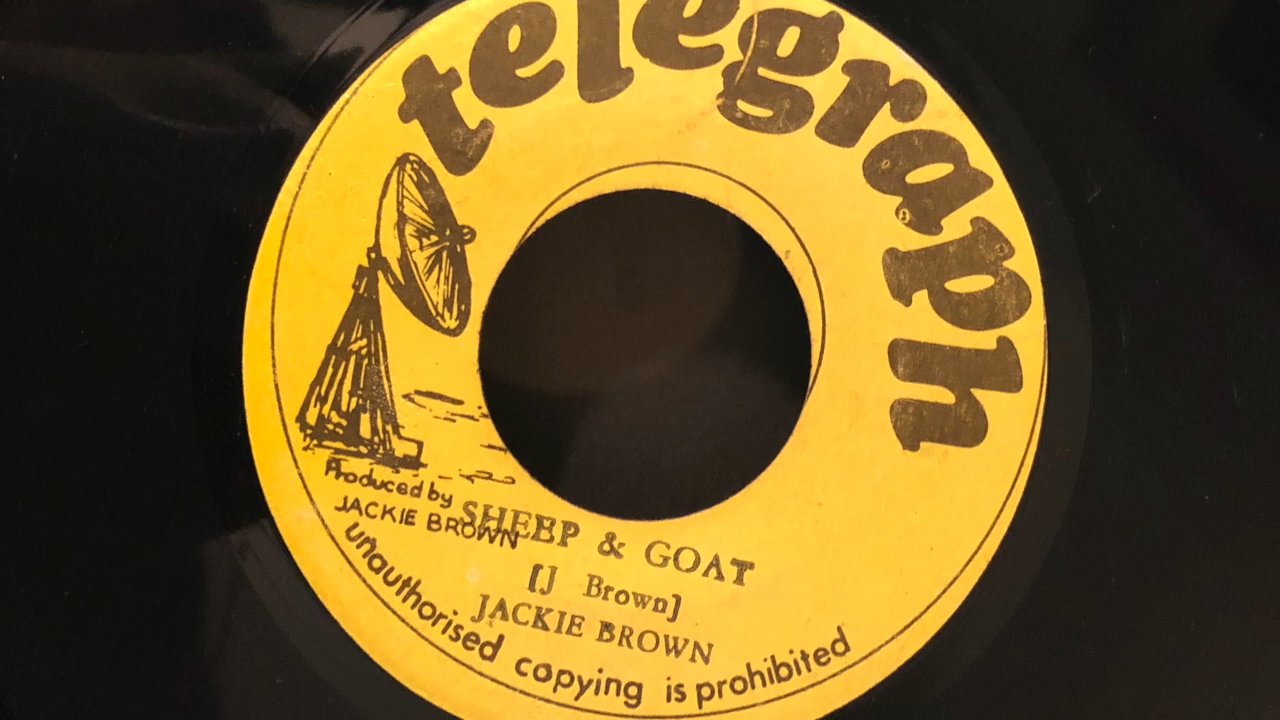 telegraph
Produced by
JACKIE BROWN
SHEEP & GOAT
[J Brown]
JACKIE BROWN
unauthorised copying is prohibited